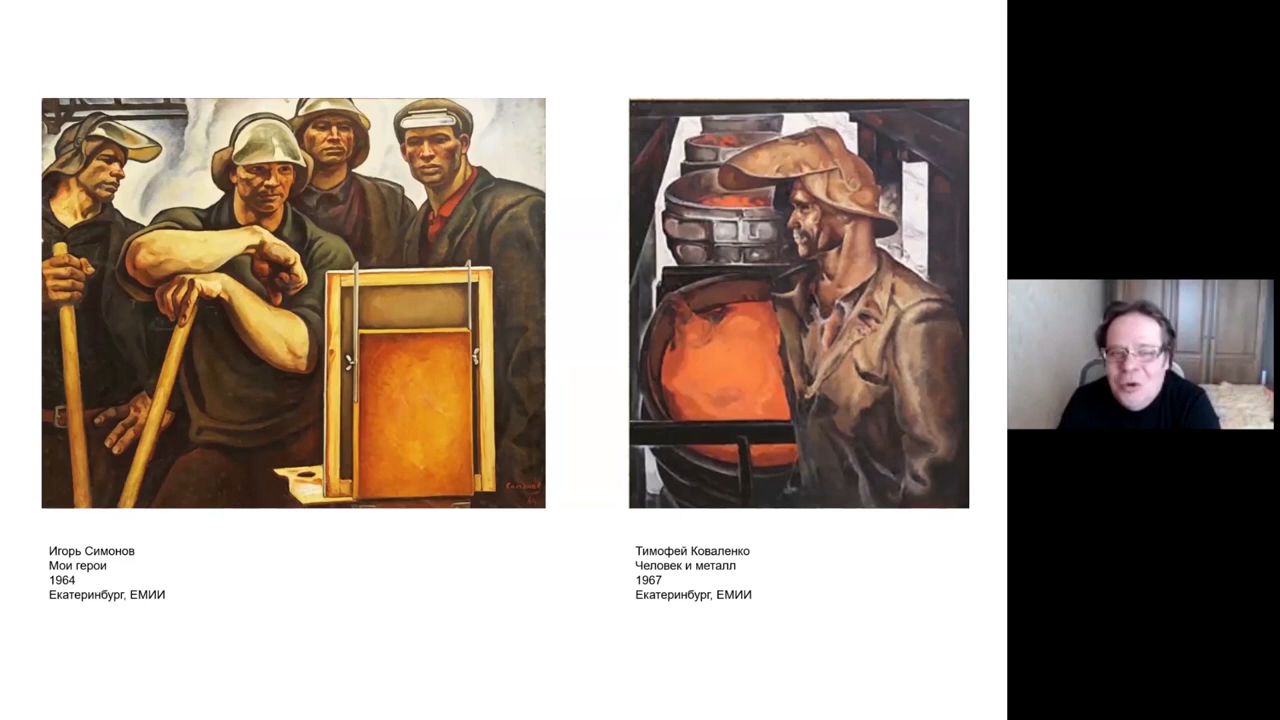 Игорь Симонов
Мои герои
1964
Екатеринбург, ЕМИИ
Тимофей Коваленко
Человек и металл
1967
Екатеринбург, ЕМИИ